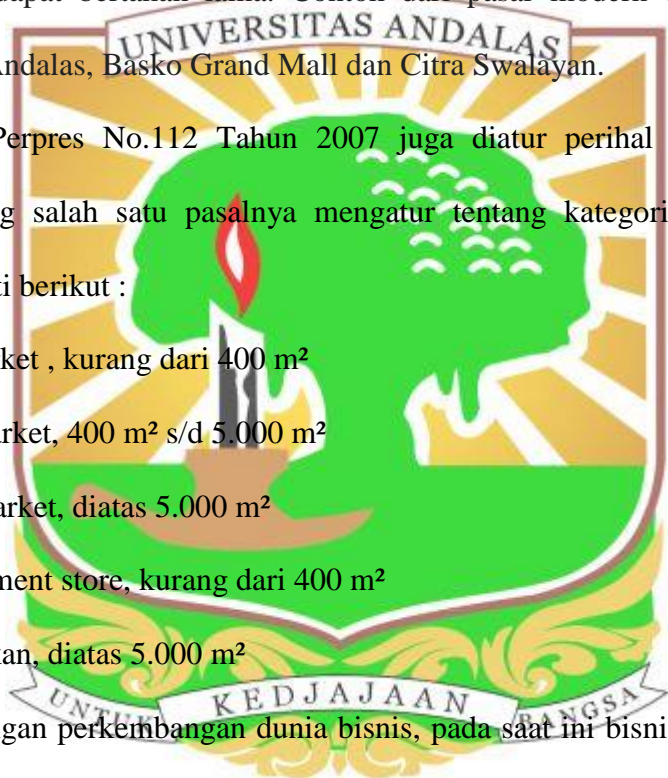 dapat bertahan lama. Contoh dari pasar modern
UNIVERSITAS ANDALAS
Andalas, Basko Grand Mall dan Citra Swalayan.
Perpres No.112 Tahun 2007 juga diatur perihal
g salah satu pasalnya mengatur tentang kategori
ti berikut :
ket , kurang dari 400 m²
arket, 400 m² s/d 5.000 m²
arket, diatas 5.000 m²
ment store, kurang dari 400 m²
kan, diatas 5.000 m²
UNTUK KEDJAJAAN BANGSA
gan perkembangan dunia bisnis, pada saat ini bisni